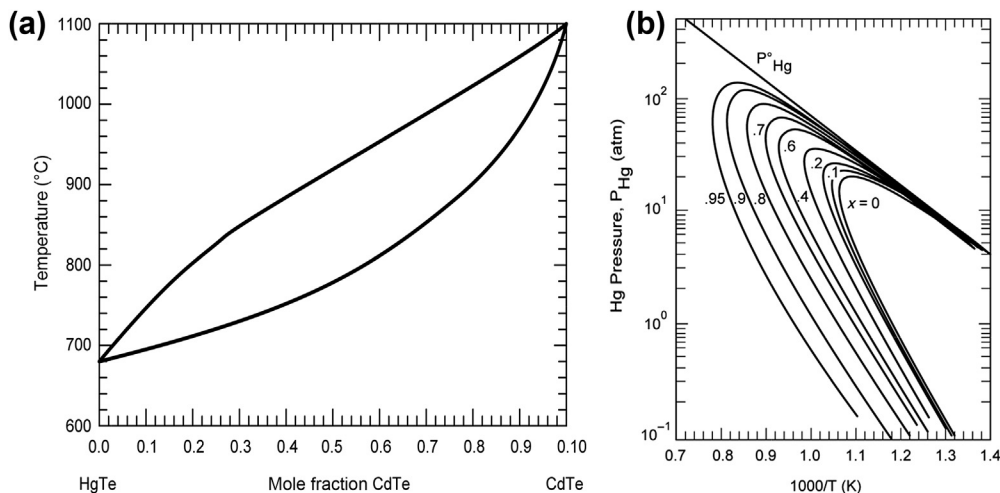 (a)
1100
1000
900
800
700
600
Temperature (°C)
0.0 0.1 0.2 0.3 0.4 0.5 0.6 0.7 0.8 0.9 0.10
HgTe Mole fraction CdTe CdTe
(b)
P°Hg
10²
10¹
10⁰
10⁻¹
Hg Pressure, PHg (atm)
.7
.6
.2
.1
.95 .9 .8 .4 x = 0
0.7 0.8 0.9 1.0 1.1 1.2 1.3 1.4
1000/T (K)